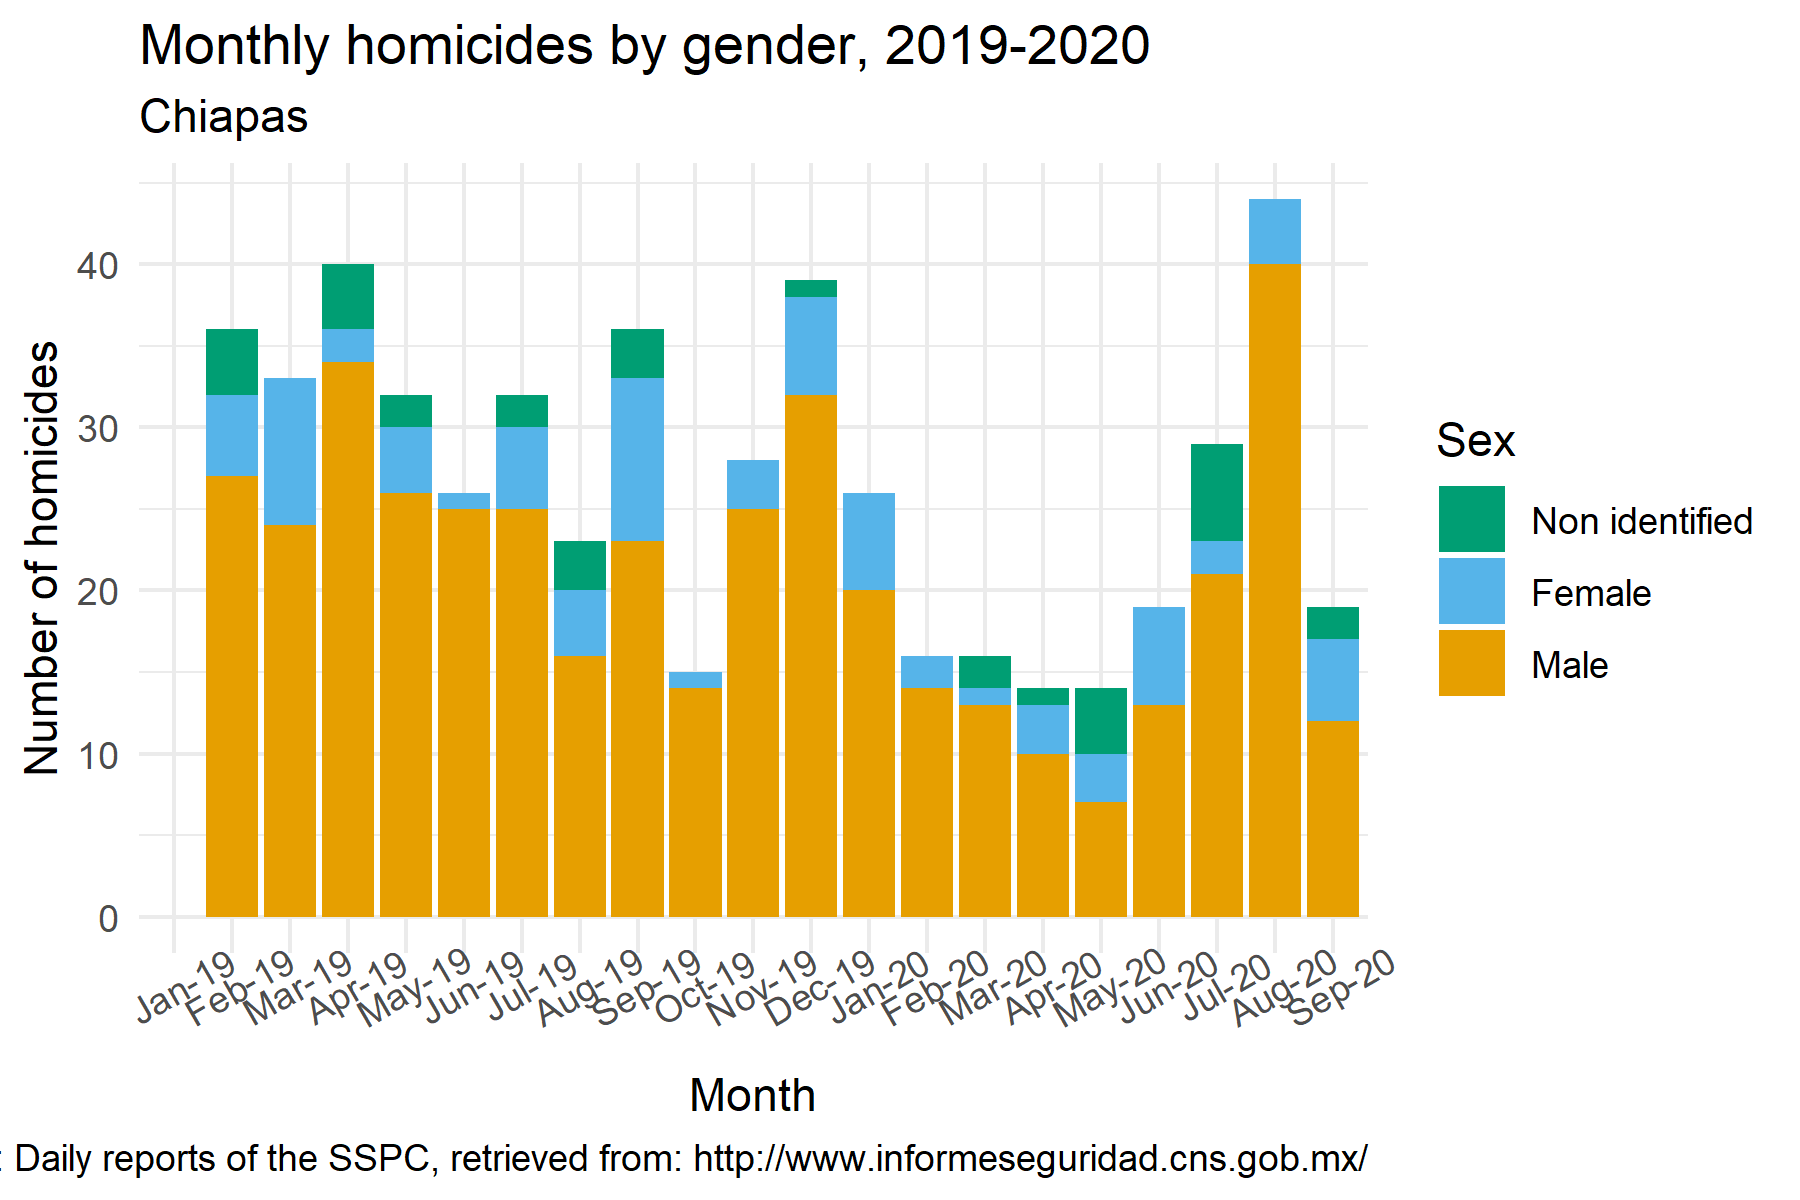 Monthly homicides by gender, 2019-2020
Chiapas
Number of homicides
40
30
20
10
0
Jan-19
Feb-19
Mar-19
Apr-19
May-19
Jun-19
Jul-19
Aug-19
Sep-19
Oct-19
Nov-19
Dec-19
Jan-20
Feb-20
Mar-20
Apr-20
May-20
Jun-20
Jul-20
Aug-20
Sep-20
Month
Sex
Non identified
Female
Male
: Daily reports of the SSPC, retrieved from: http://www.informeseguridad.cns.gob.mx/